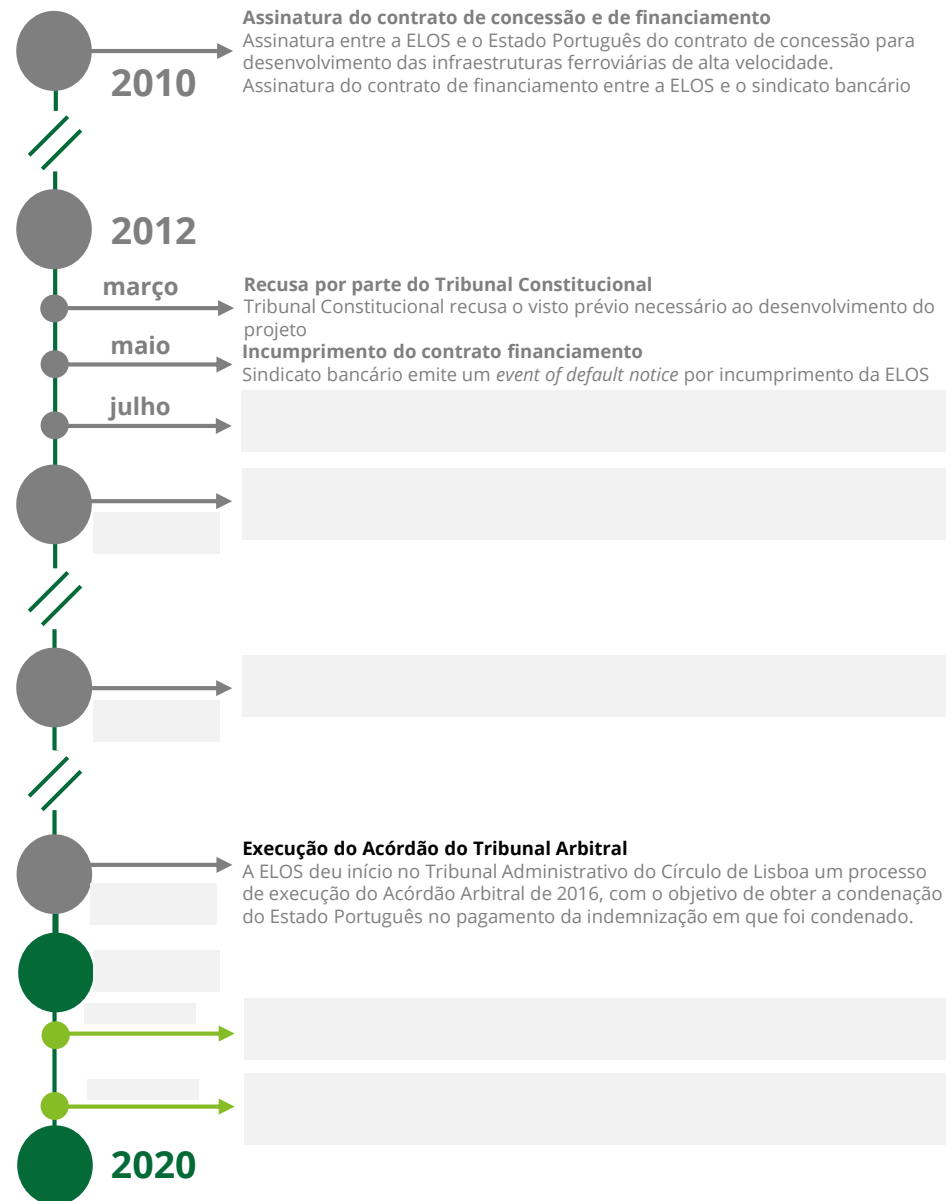 Assinatura do contrato de concessão e de financiamento
Assinatura entre a ELOS e o Estado Português do contrato de concessão para
desenvolvimento das infraestruturas ferroviárias de alta velocidade.
2010
Assinatura do contrato de financiamento entre a ELOS e o sindicato bancário
2012
março
Recusa por parte do Tribunal Constitucional
Tribunal Constitucional recusa o visto prévio necessário ao desenvolvimento do
projeto
maio
Incumprimento do contrato financiamento
Sindicato bancário emite um event of default notice por incumprimento da ELOS
julho
Execução do Acórdão do Tribunal Arbitral
A ELOS deu início no Tribunal Administrativo do Círculo de Lisboa um processo
de execução do Acórdão Arbitral de 2016, com o objetivo de obter a condenação
do Estado Português no pagamento da indemnização em que foi condenado.
2020